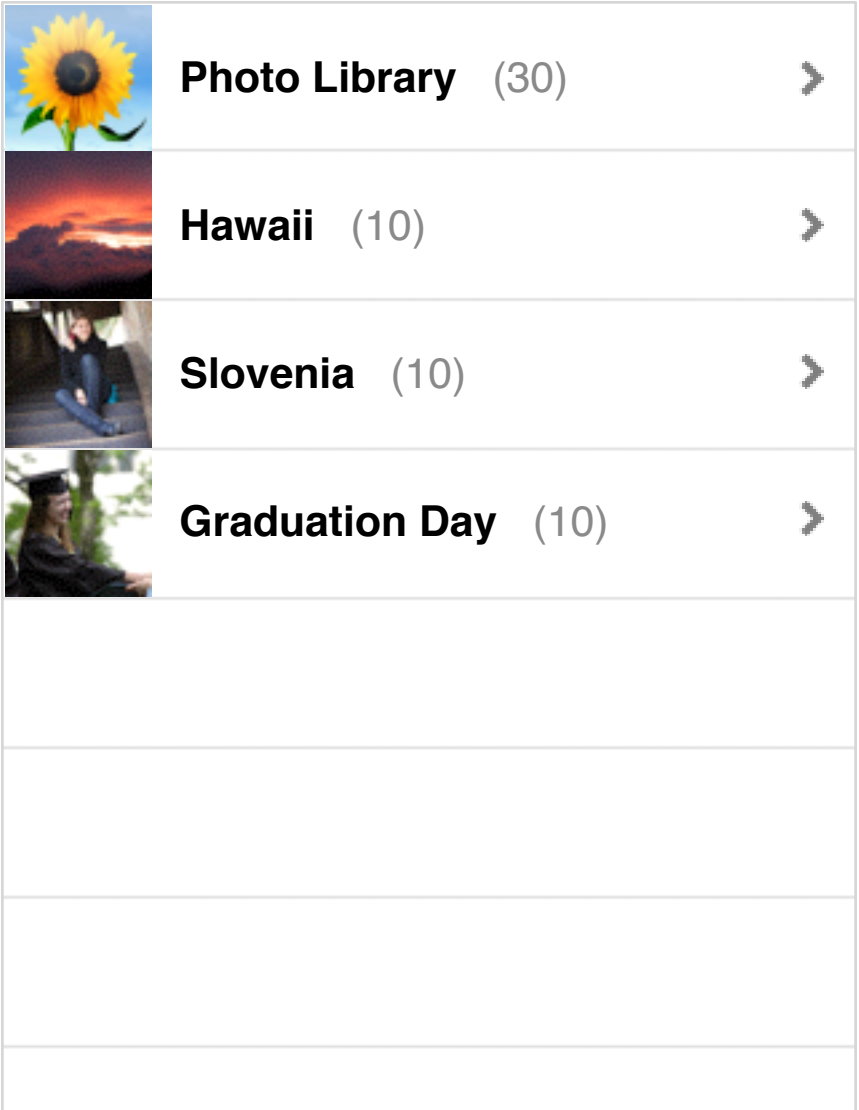 Photo Library (30)
Hawaii (10)
Slovenia (10)
Graduation Day (10)